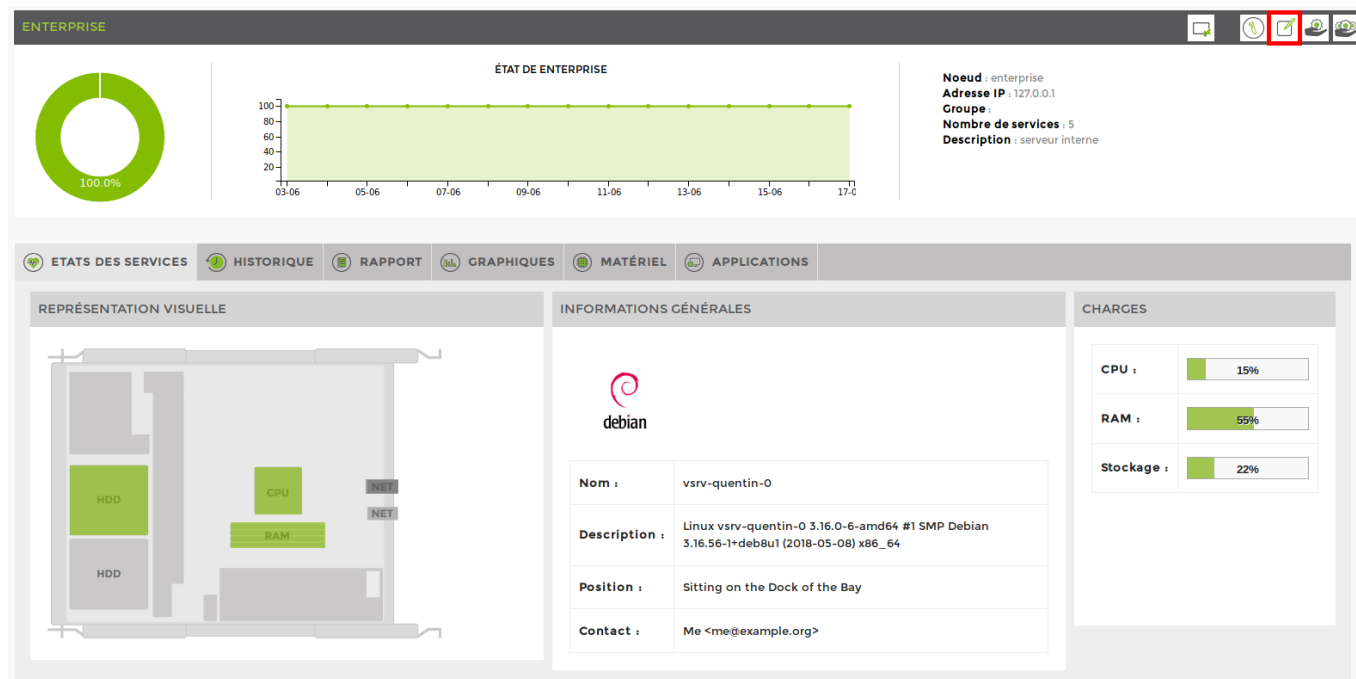 ENTERPRISE
100.0%
ÉTAT DE ENTERPRISE
100
80
60
40
20
03-06 05-06 07-06 09-06 11-06 13-06 15-06 17-0
Noeud : enterprise
Adresse IP : 127.0.0.1
Groupe :
Nombre de services : 5
Description : serveur interne
ETATS DES SERVICES HISTORIQUE RAPPORT GRAPHIQUES MATÉRIEL APPLICATIONS
REPRÉSENTATION VISUELLE
HDD
HDD
CPU
RAM
NET
NET
INFORMATIONS GÉNÉRALES
debian
Nom : vsrv-quentin-0
Description : Linux vsrv-quentin-0 3.16.0-6-amd64 #1 SMP Debian
3.16.56-1+deb8u1 (2018-05-08) x86_64
Position : Sitting on the Dock of the Bay
Contact : Me <me@example.org>
CHARGES
CPU : 15%
RAM : 55%
Stockage : 22%